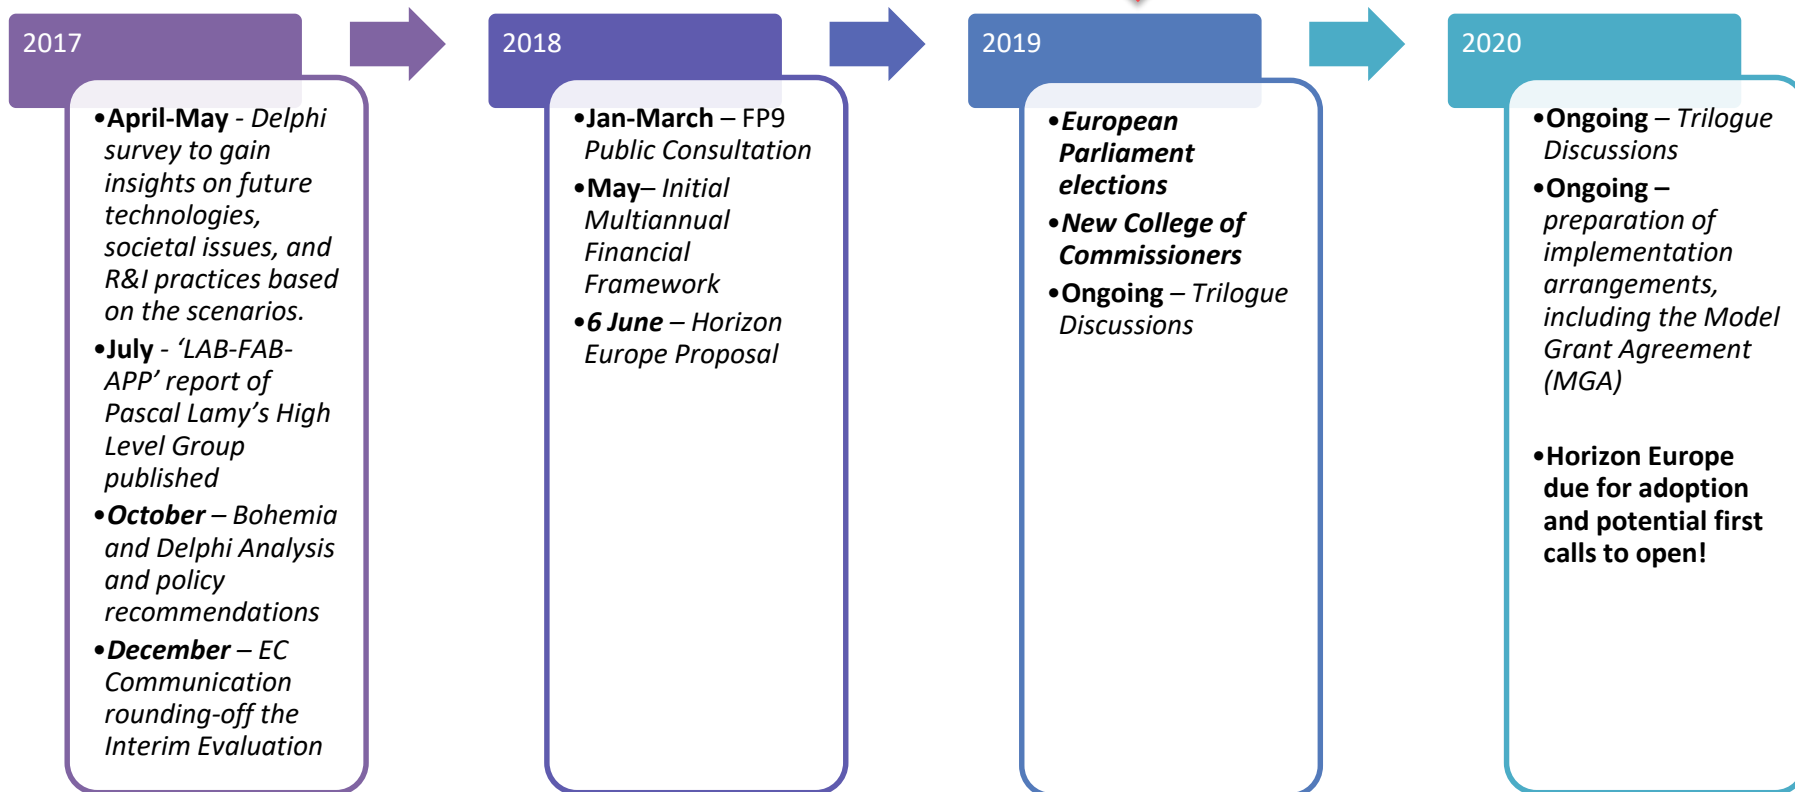 2017
•April-May - Delphi
survey to gain
insights on future
technologies,
societal issues, and
R&I practices based
on the scenarios.
•July - ‘LAB-FAB-
APP’ report of
Pascal Lamy’s High
Level Group
published
•October – Bohemia
and Delphi Analysis
and policy
recommendations
•December – EC
Communication
rounding-off the
Interim Evaluation
2018
•Jan-March – FP9
Public Consultation
•May– Initial
Multiannual
Financial
Framework
•6 June – Horizon
Europe Proposal
2019
•European
Parliament
elections
•New College of
Commissioners
•Ongoing – Trilogue
Discussions
2020
•Ongoing – Trilogue
Discussions
•Ongoing –
preparation of
implementation
arrangements,
including the Model
Grant Agreement
(MGA)
•Horizon Europe
due for adoption
and potential first
calls to open!